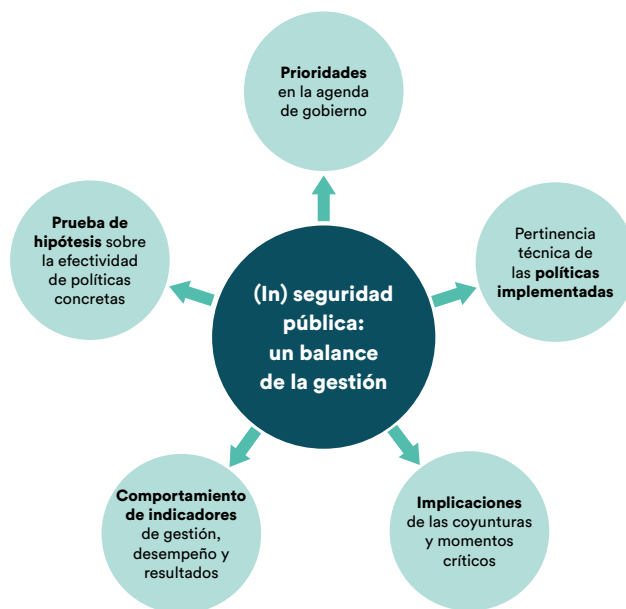 Prioridades
en la agenda
de gobierno
Prueba de
hipótesis sobre
la efectividad
de políticas
concretas
Pertinencia
técnica de
las políticas
implementadas
(In) seguridad
pública:
un balance
de la gestión
Comportamiento
de indicadores
de gestión,
desempeño y
resultados
Implicaciones
de las coyunturas
y momentos
críticos